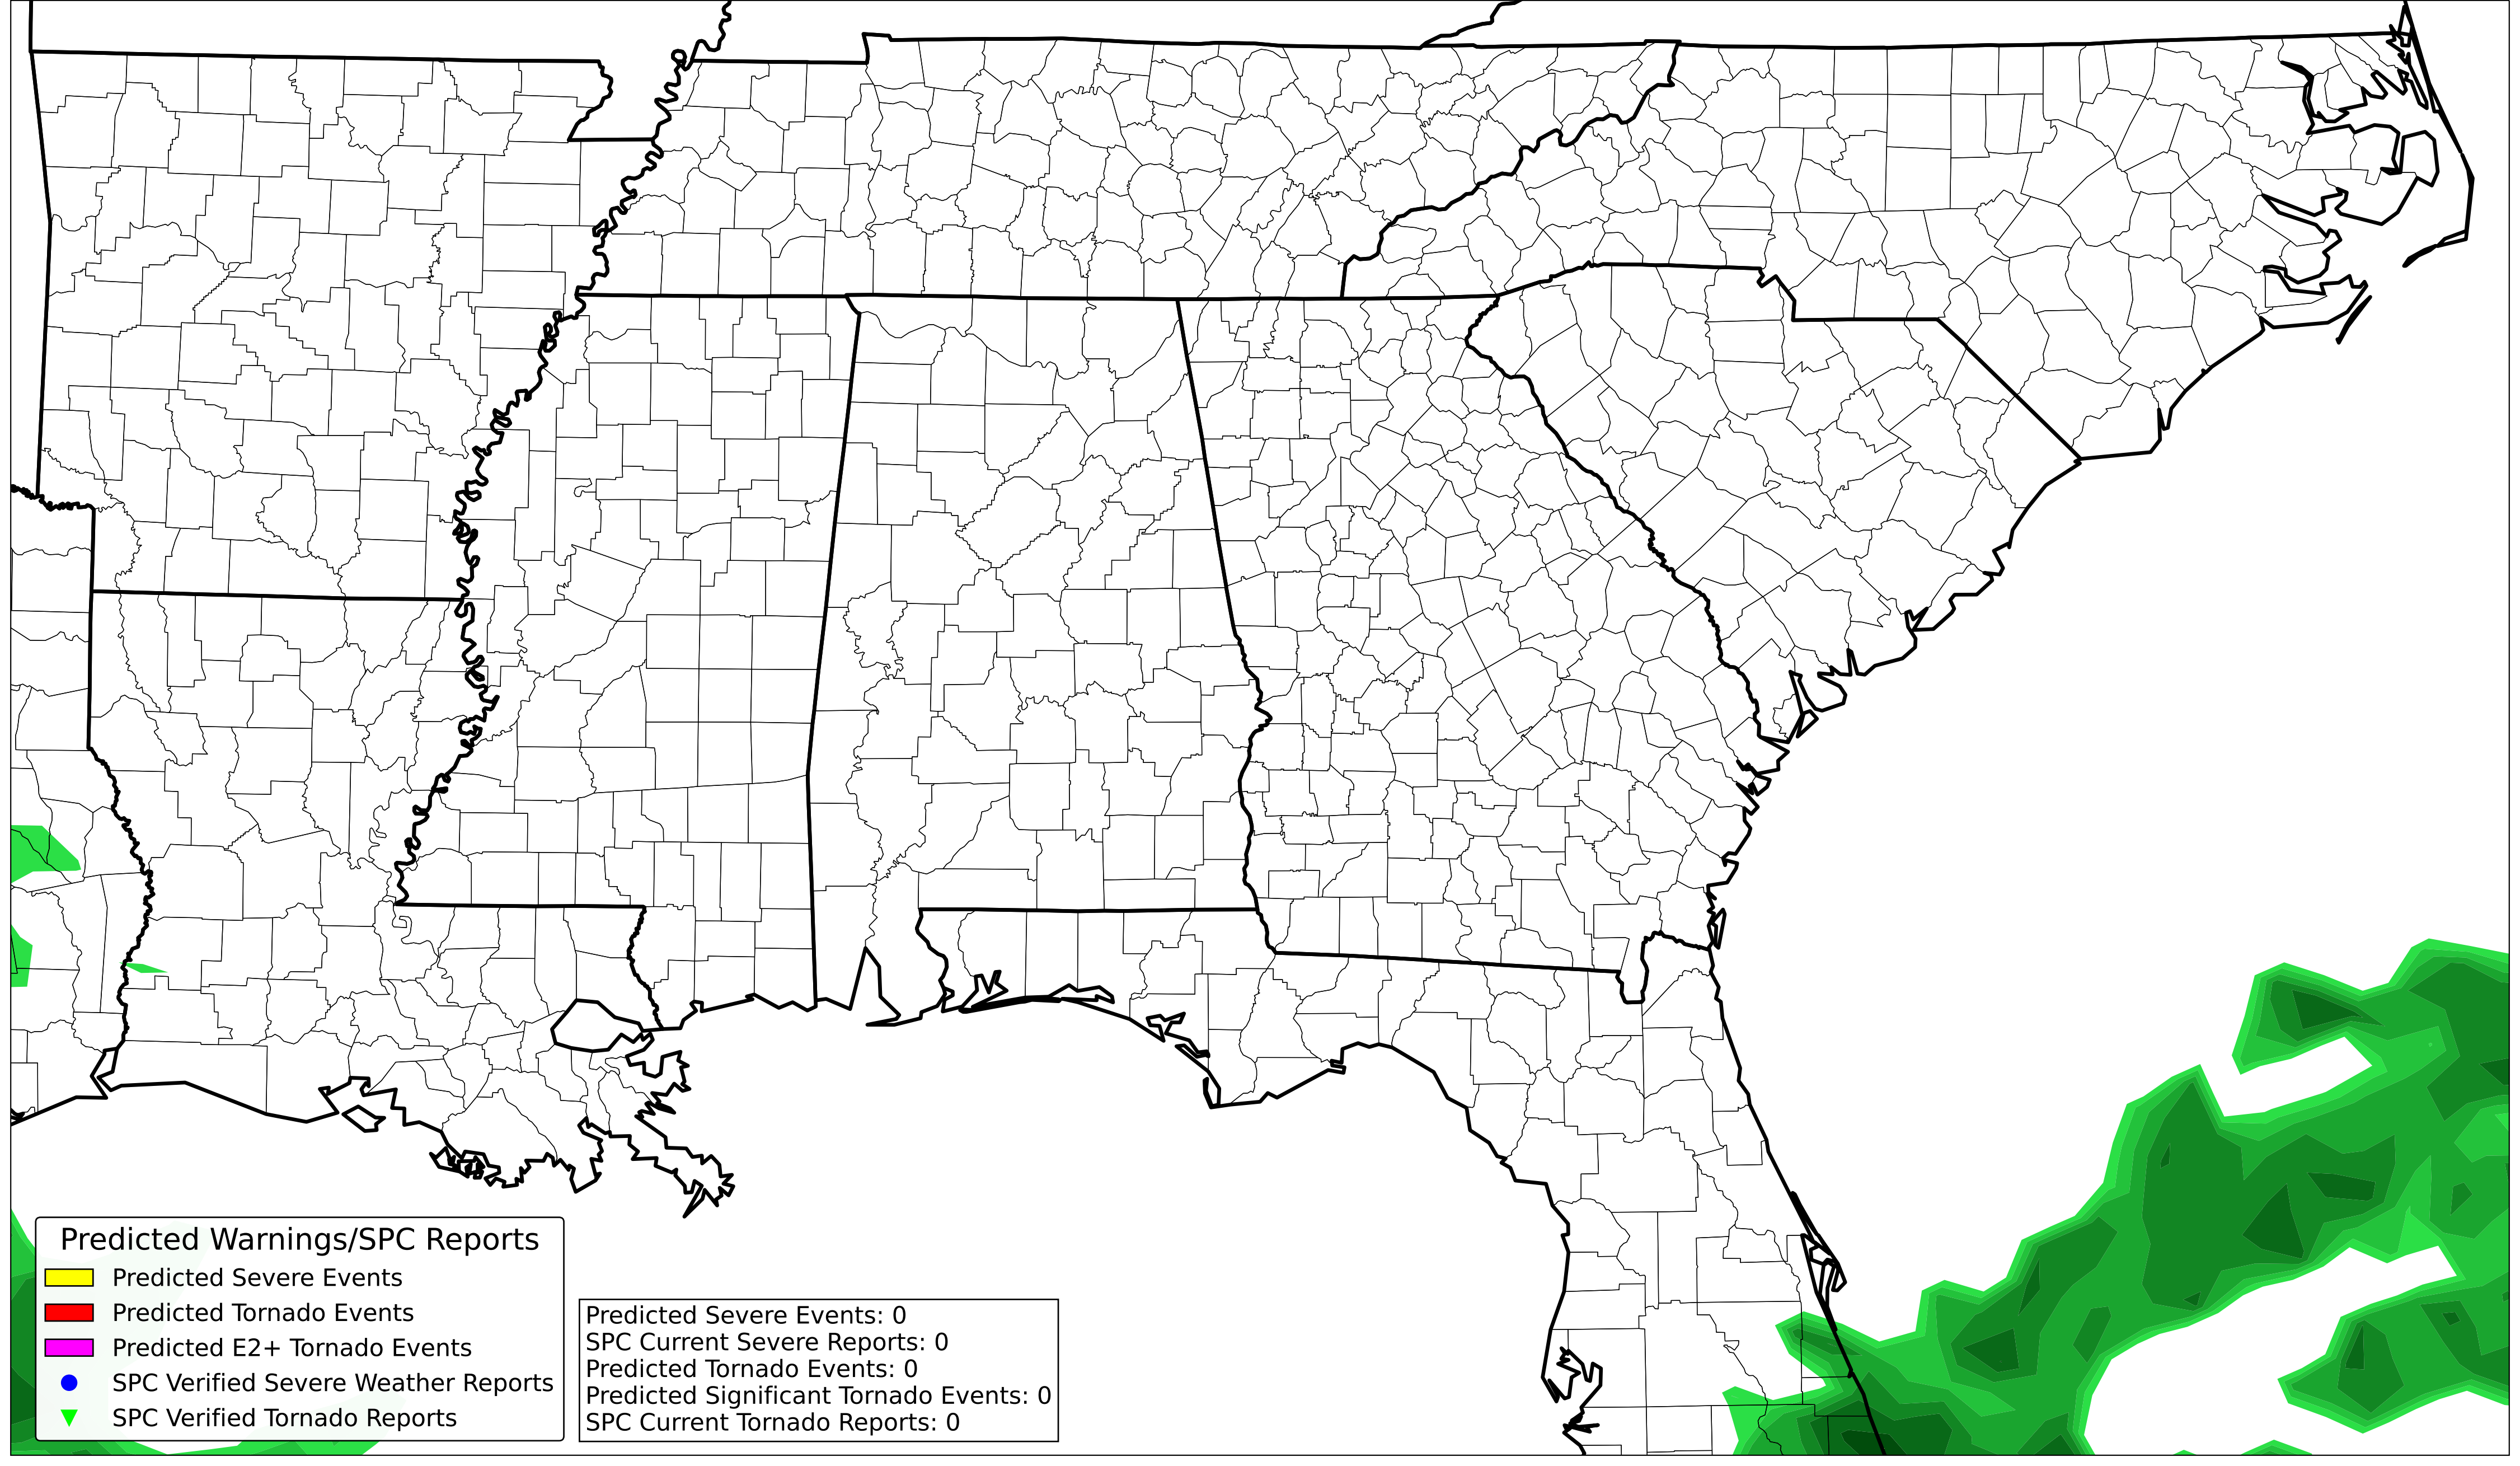 Predicted Warnings/SPC Reports
Predicted Severe Events
Predicted Tornado Events
Predicted E2+ Tornado Events
SPC Verified Severe Weather Reports
SPC Verified Tornado Reports
Predicted Severe Events: 0
SPC Current Severe Reports: 0
Predicted Tornado Events: 0
Predicted Significant Tornado Events: 0
SPC Current Tornado Reports: 0